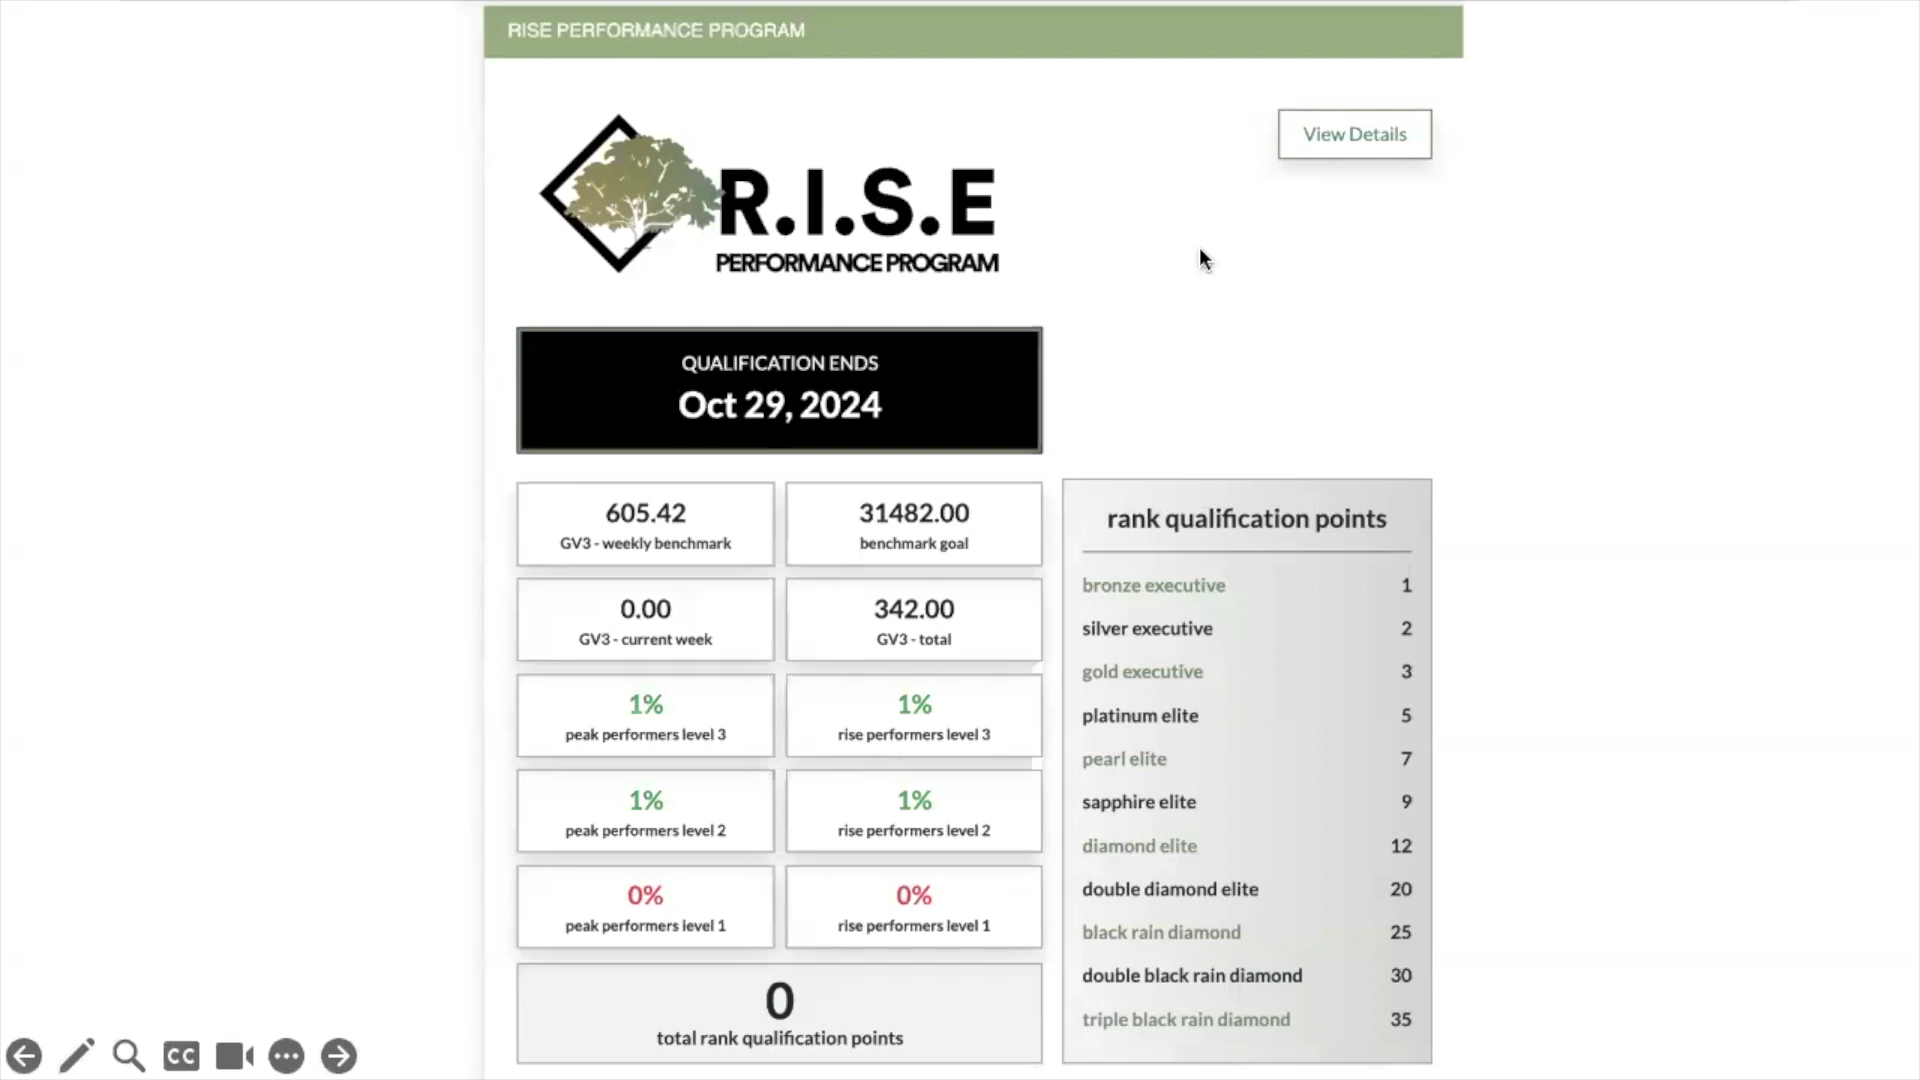 RISE PERFORMANCE PROGRAM
View Details
R.I.S.E
PERFORMANCE PROGRAM
QUALIFICATION ENDS
Oct 29, 2024
605.42
GV3 - weekly benchmark
31482.00
benchmark goal
0.00
GV3 - current week
342.00
GV3 - total
1%
peak performers level 3
1%
rise performers level 3
1%
peak performers level 2
1%
rise performers level 2
0%
peak performers level 1
0%
rise performers level 1
0
total rank qualification points
rank qualification points
bronze executive 1
silver executive 2
gold executive 3
platinum elite 5
pearl elite 7
sapphire elite 9
diamond elite 12
double diamond elite 20
black rain diamond 25
double black rain diamond 30
triple black rain diamond 35
CC